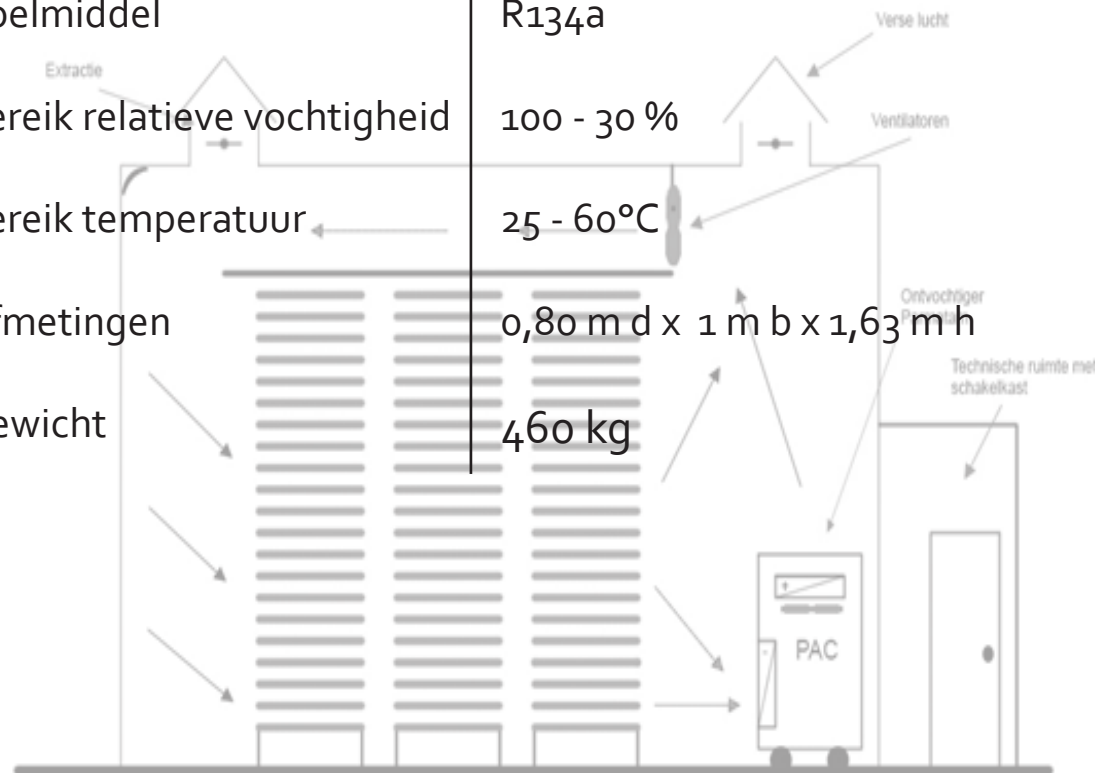 oelmiddel R134a
Verse lucht
Extractie
ereik relatieve vochtigheid 100 - 30 %
Ventilatoren
ereik temperatuur 25 - 60°C
Ontvochtiger
fmetingen 0,80 m d x 1 m b x 1,63 m h
Technische ruimte met
schakelkast
ewicht 460 kg
PAC